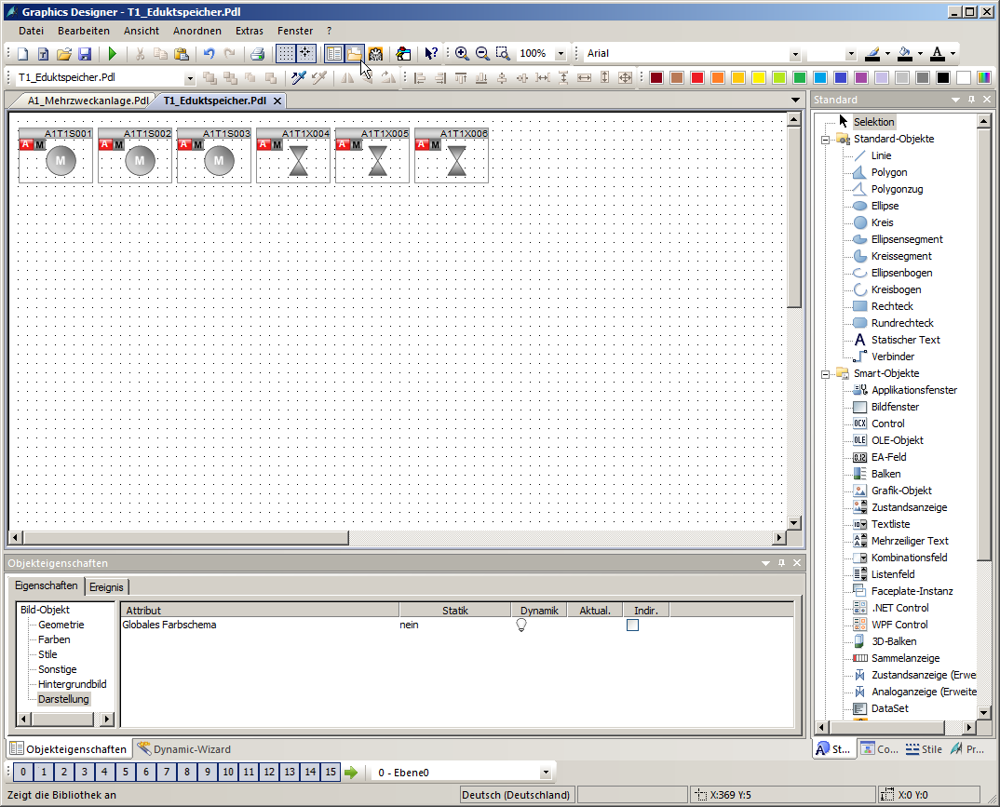 Graphics Designer - T1_Eduktspeicher.Pdl
Datei Bearbeiten Ansicht Anordnen Extras Fenster ?
100% Arial
T1_Eduktspeicher.Pdl
A1_Mehrzweckanlage.Pdl T1_Eduktspeicher.Pdl
A1T1S001 A1T1S002 A1T1S003 A1T1X004 A1T1X005 A1T1X006
A M A M A M A M A M A M
M M M
Standard
Selektion
Standard-Objekte
Linie
Polygon
Polygonzug
Ellipse
Kreis
Ellipsensegment
Kreissegment
Ellipsenbogen
Kreisbogen
Rechteck
Rundrechteck
A Statischer Text
Verbinder
Smart-Objekte
Applikationsfenster
Bildfenster
OCX Control
OLE OLE-Objekt
0.12 EA-Feld
Balken
Grafik-Objekt
Zustandsanzeige
Textliste
Mehrzeiliger Text
Kombinationsfeld
Listenfeld
Faceplate-Instanz
.NET Control
WPF Control
3D-Balken
Sammelanzeige
Zustandsanzeige (Erwe
Analoganzeige (Erweite
DataSet
St... Co... Stile Pr...
Objekteigenschaften
Eigenschaften Ereignis
Bild-Objekt
Geometrie
Farben
Stile
Sonstige
Hintergrundbild
Darstellung
Attribut Statik Dynamik Aktual. Indir.
Globales Farbschema nein
Objekteigenschaften Dynamic-Wizard
0 1 2 3 4 5 6 7 8 9 10 11 12 13 14 15 0 - Ebene0
Zeigt die Bibliothek an Deutsch (Deutschland) X:369 Y:5 X:0 Y:0